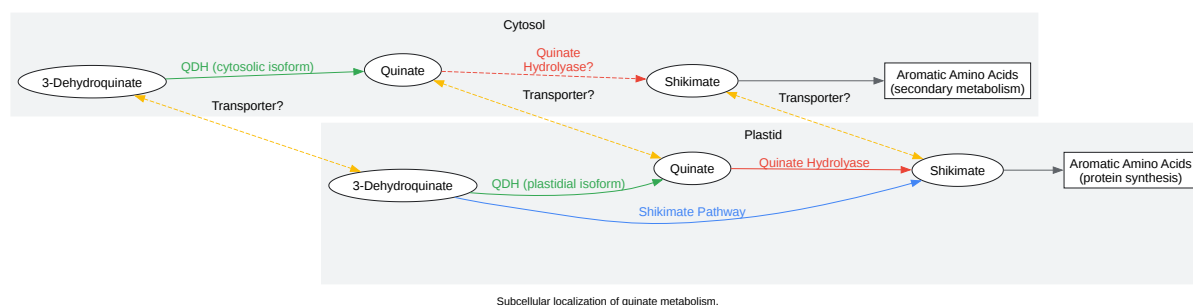 Cytosol
QDH (cytosolic isoform)
3-Dehydroquinate
Quinate
Quinate
Hydrolyase?
Shikimate
Aromatic Amino Acids
(secondary metabolism)
Transporter?
Transporter?
Transporter?
Plastid
3-Dehydroquinate
QDH (plastidial isoform)
Quinate
Quinate Hydrolyase
Shikimate
Aromatic Amino Acids
(protein synthesis)
Shikimate Pathway
Subcellular localization of quinate metabolism.